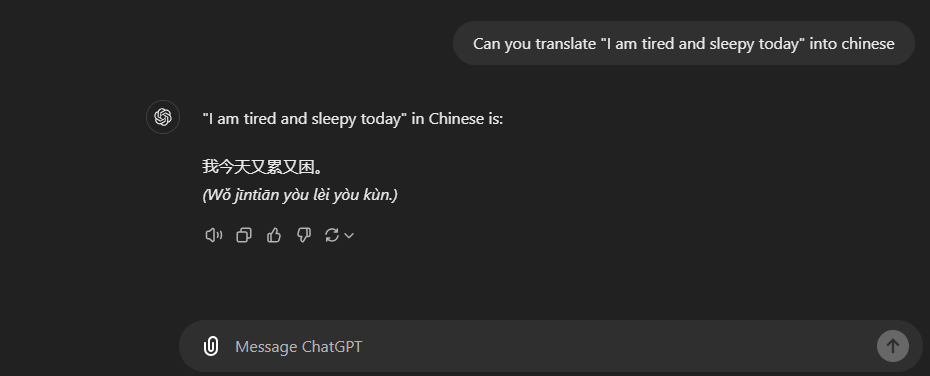 Can you translate "I am tired and sleepy today" into chinese
"I am tired and sleepy today" in Chinese is:
我今天又累又困。
(Wǒ jīntiān yòu lèi yòu kùn.)
Message ChatGPT